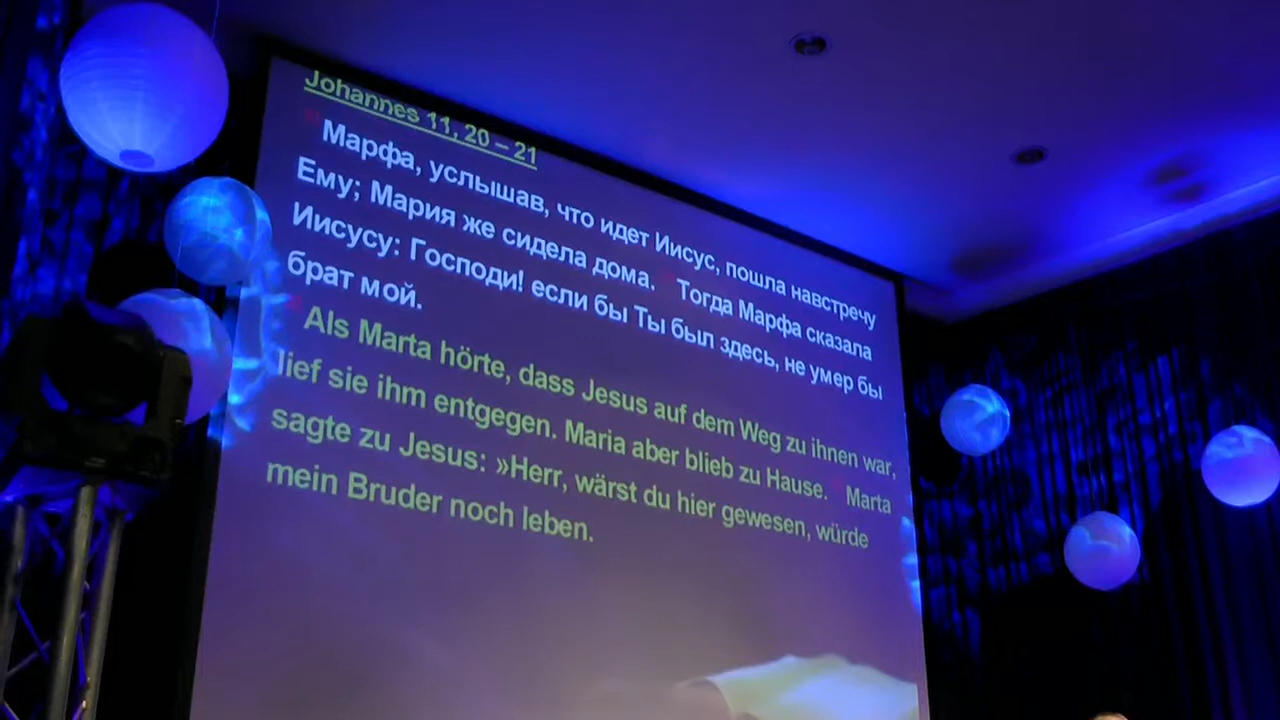 Johannes 11, 20 – 21
Марфа, услышав, что идет Иисус, пошла навстречу
Ему; Мария же сидела дома. Тогда Марфа сказала
Иисусу: Господи! если бы Ты был здесь, не умер бы
брат мой.
Als Marta hörte, dass Jesus auf dem Weg zu ihnen war,
lief sie ihm entgegen. Maria aber blieb zu Hause. Marta
sagte zu Jesus: »Herr, wärst du hier gewesen, würde
mein Bruder noch leben.